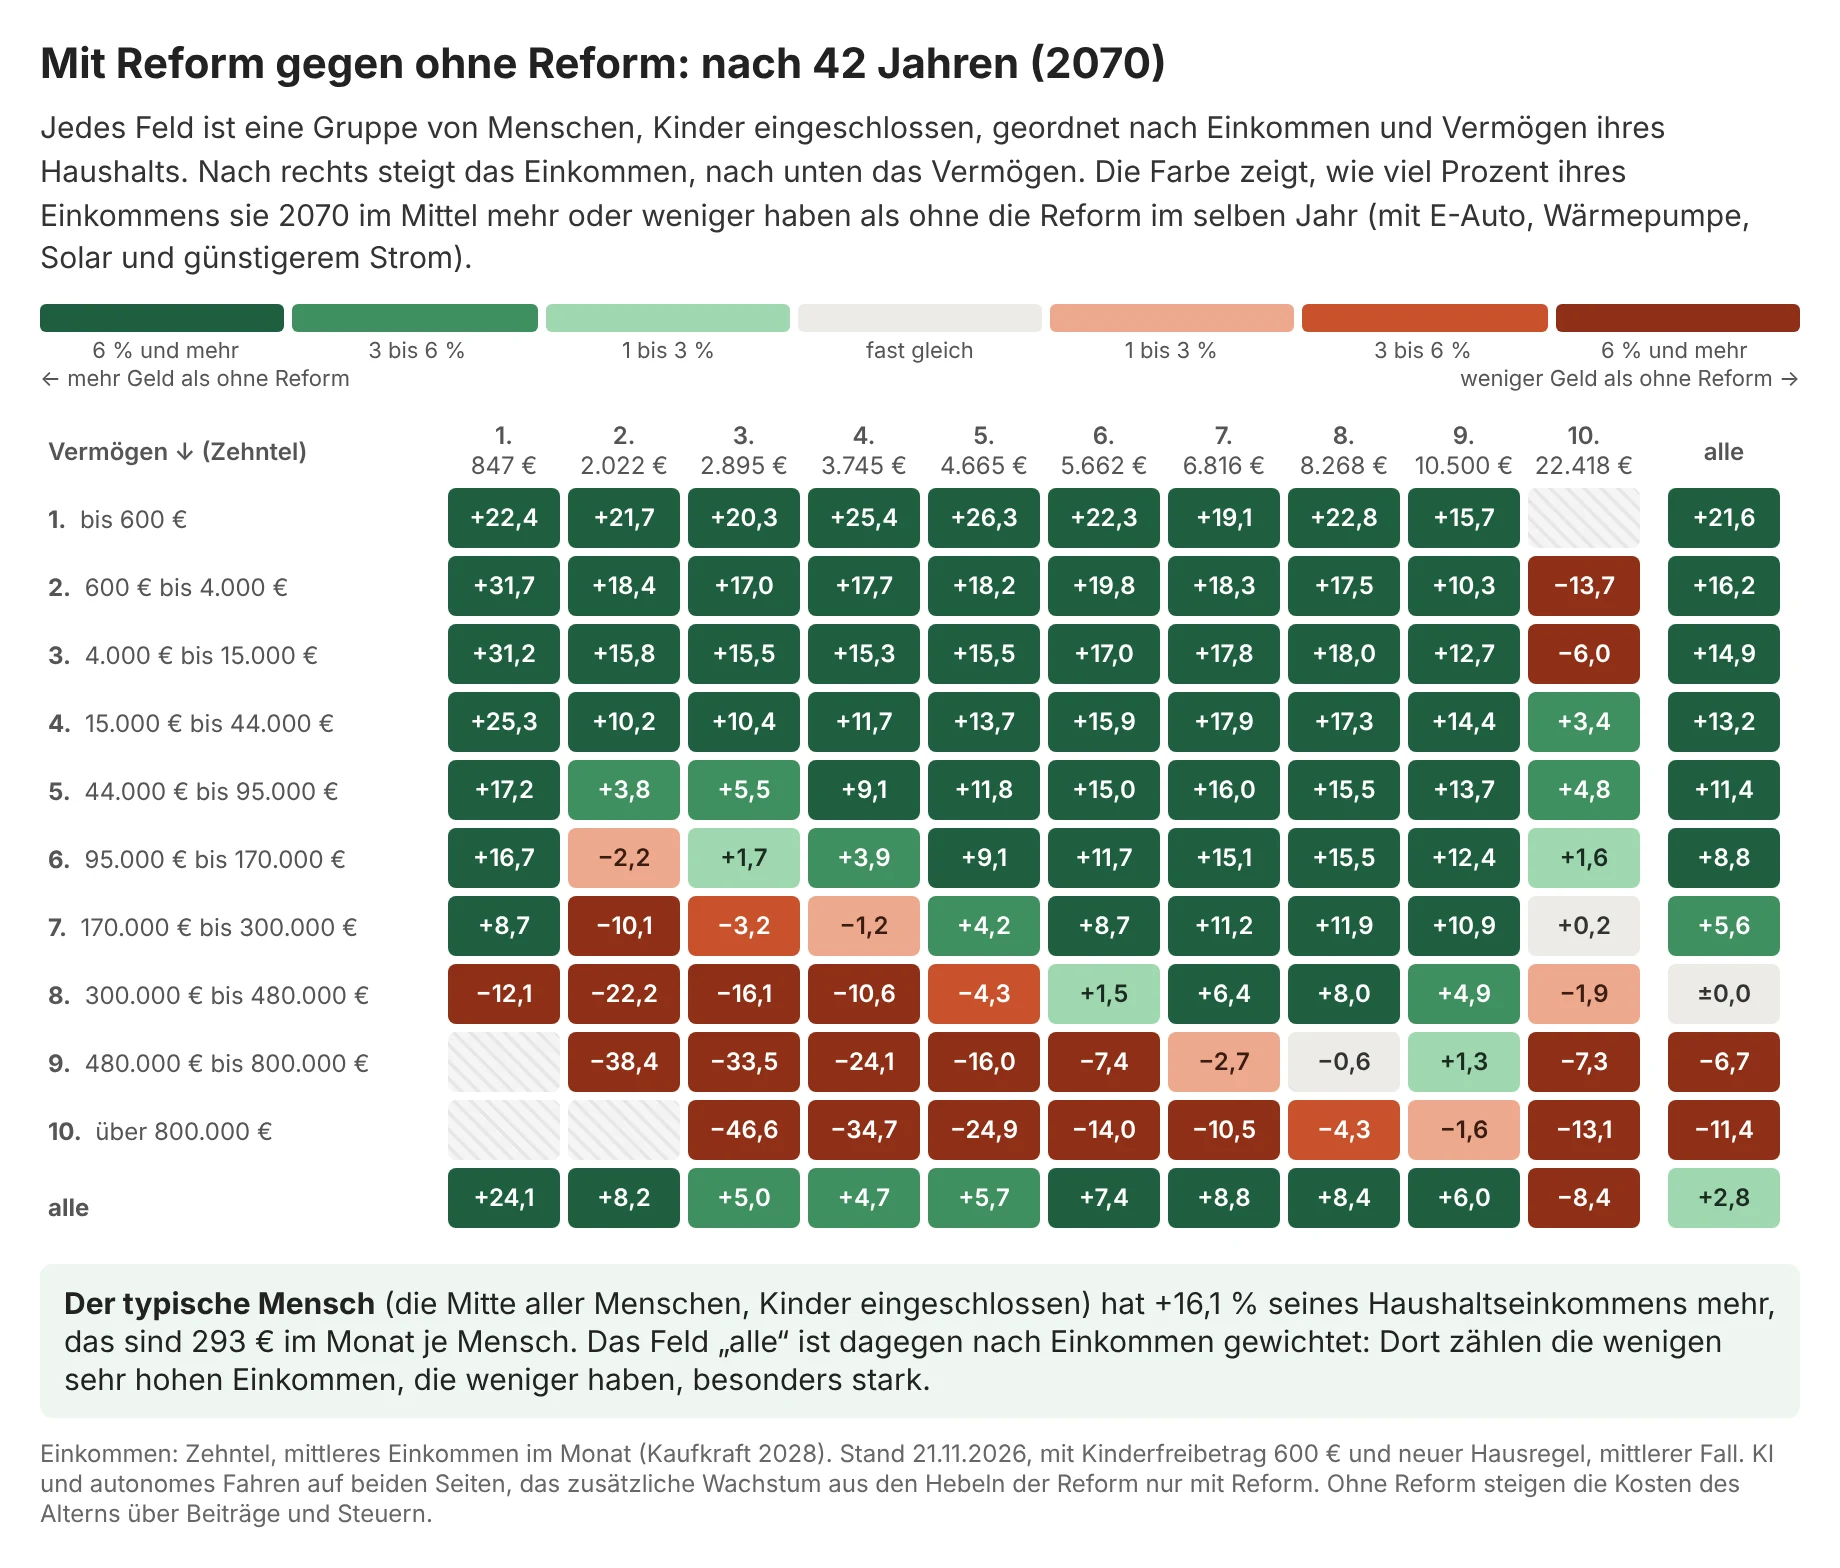 Mit Reform gegen ohne Reform: nach 42 Jahren (2070)
Jedes Feld ist eine Gruppe von Menschen, Kinder eingeschlossen, geordnet nach Einkommen und Vermögen ihres
Haushalts. Nach rechts steigt das Einkommen, nach unten das Vermögen. Die Farbe zeigt, wie viel Prozent ihres
Einkommens sie 2070 im Mittel mehr oder weniger haben als ohne die Reform im selben Jahr (mit E-Auto, Wärmepumpe,
Solar und günstigerem Strom).
6 % und mehr 3 bis 6 % 1 bis 3 % fast gleich 1 bis 3 % 3 bis 6 % 6 % und mehr
← mehr Geld als ohne Reform weniger Geld als ohne Reform →
Vermögen ↓ (Zehntel) 1. 2. 3. 4. 5. 6. 7. 8. 9. 10. alle
847 € 2.022 € 2.895 € 3.745 € 4.665 € 5.662 € 6.816 € 8.268 € 10.500 € 22.418 €
1. bis 600 € +22,4 +21,7 +20,3 +25,4 +26,3 +22,3 +19,1 +22,8 +15,7 +21,6
2. 600 € bis 4.000 € +31,7 +18,4 +17,0 +17,7 +18,2 +19,8 +18,3 +17,5 +10,3 −13,7 +16,2
3. 4.000 € bis 15.000 € +31,2 +15,8 +15,5 +15,3 +15,5 +17,0 +17,8 +18,0 +12,7 −6,0 +14,9
4. 15.000 € bis 44.000 € +25,3 +10,2 +10,4 +11,7 +13,7 +15,9 +17,9 +17,3 +14,4 +3,4 +13,2
5. 44.000 € bis 95.000 € +17,2 +3,8 +5,5 +9,1 +11,8 +15,0 +16,0 +15,5 +13,7 +4,8 +11,4
6. 95.000 € bis 170.000 € +16,7 −2,2 +1,7 +3,9 +9,1 +11,7 +15,1 +15,5 +12,4 +1,6 +8,8
7. 170.000 € bis 300.000 € +8,7 −10,1 −3,2 −1,2 +4,2 +8,7 +11,2 +11,9 +10,9 +0,2 +5,6
8. 300.000 € bis 480.000 € −12,1 −22,2 −16,1 −10,6 −4,3 +1,5 +6,4 +8,0 +4,9 −1,9 ±0,0
9. 480.000 € bis 800.000 € −38,4 −33,5 −24,1 −16,0 −7,4 −2,7 −0,6 +1,3 −7,3 −6,7
10. über 800.000 € −46,6 −34,7 −24,9 −14,0 −10,5 −4,3 −1,6 −13,1 −11,4
alle +24,1 +8,2 +5,0 +4,7 +5,7 +7,4 +8,8 +8,4 +6,0 −8,4 +2,8
Der typische Mensch (die Mitte aller Menschen, Kinder eingeschlossen) hat +16,1 % seines Haushaltseinkommens mehr,
das sind 293 € im Monat je Mensch. Das Feld „alle“ ist dagegen nach Einkommen gewichtet: Dort zählen die wenigen
sehr hohen Einkommen, die weniger haben, besonders stark.
Einkommen: Zehntel, mittleres Einkommen im Monat (Kaufkraft 2028). Stand 21.11.2026, mit Kinderfreibetrag 600 € und neuer Hausregel, mittlerer Fall. KI
und autonomes Fahren auf beiden Seiten, das zusätzliche Wachstum aus den Hebeln der Reform nur mit Reform. Ohne Reform steigen die Kosten des
Alterns über Beiträge und Steuern.